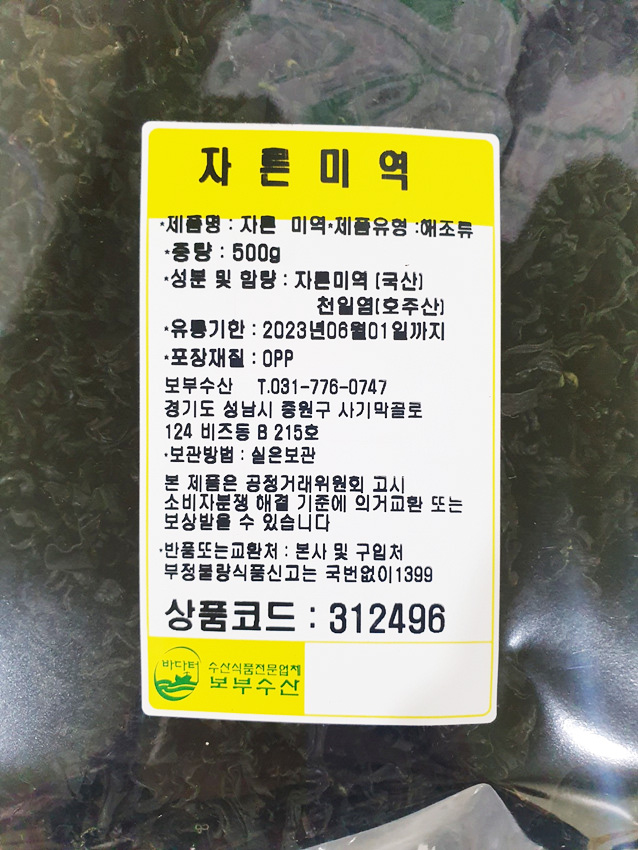 자른 미역
*제품명 : 자른 미역*제품유형 :해조류
*중량 : 500g
*성분 및 함량 : 자른미역 [국산]
천일염[호주산]
*유통기한 : 2023년06월01일까지
*포장재질 : OPP
보부수산 T.031-776-0747
경기도 성남시 중원구 사기막골로
124 비즈동 B 215호
*보관방법 : 실온보관
본 제품은 공정거래위원회 고시
소비자분쟁 해결 기준에 의거교환 또는
보상받을 수 있습니다
*반품또는교환처 : 본사 및 구입처
부정불량식품신고는 국번없이1399
상품코드 : 312496
바다터
수산식품전문업체
보부수산